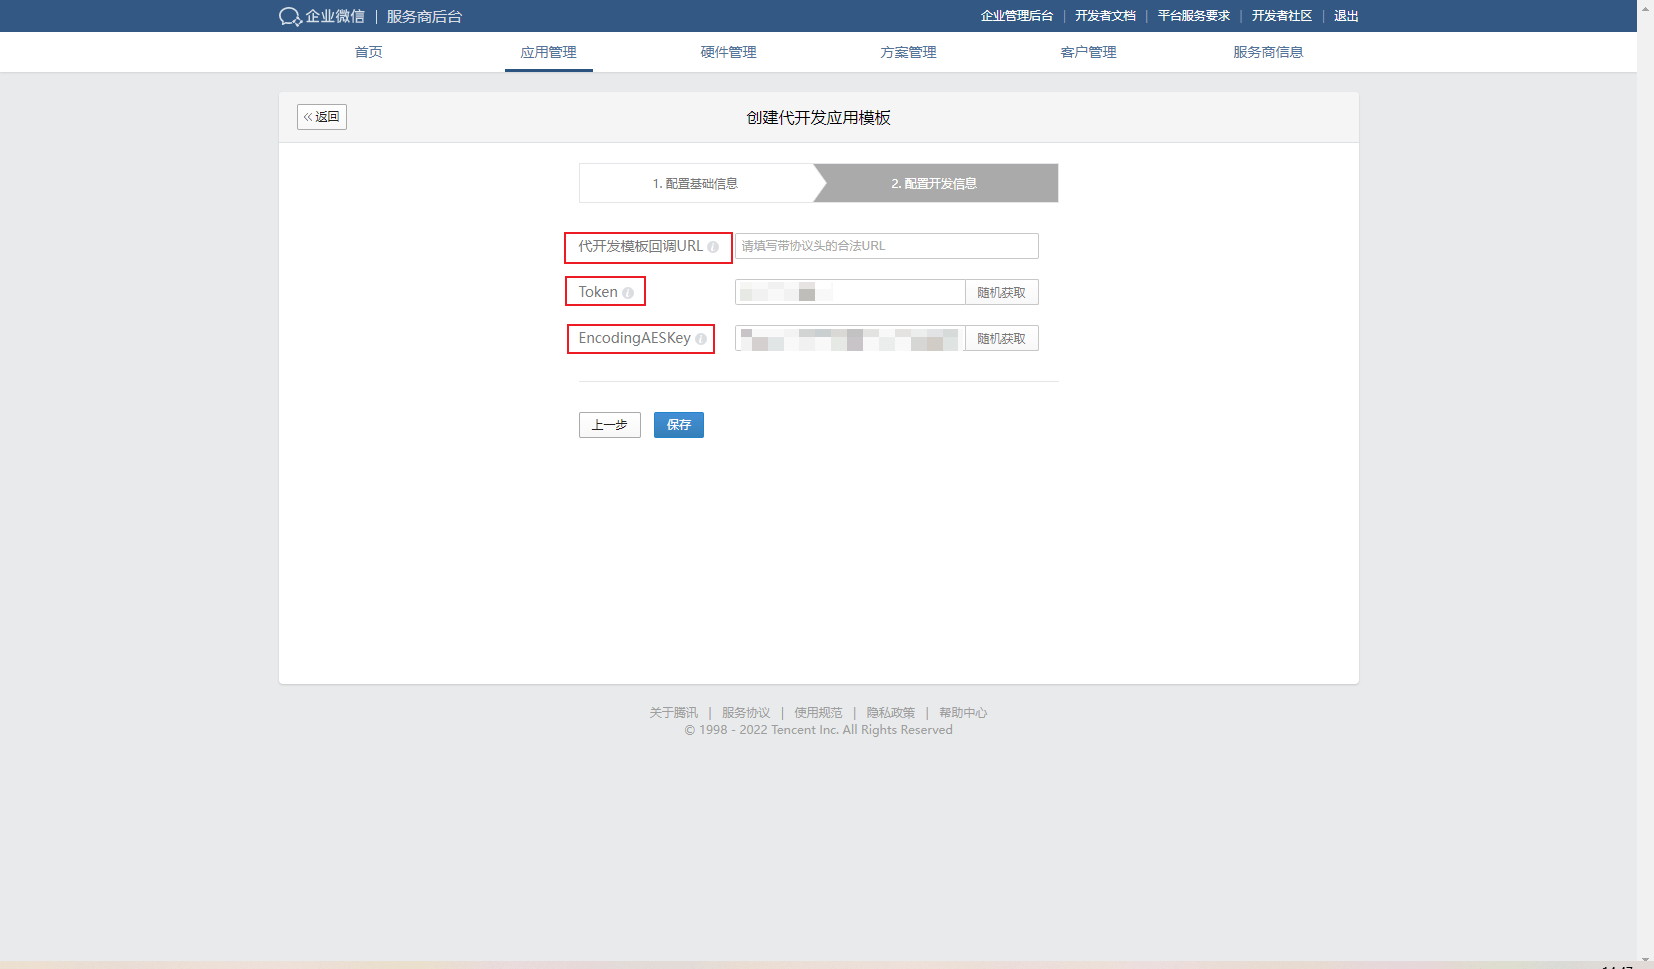 企业微信 | 服务商后台
企业管理后台 | 开发者文档 | 平台服务要求 | 开发者社区 | 退出
首页 应用管理 硬件管理 方案管理 客户管理 服务商信息
返回
创建代开发应用模板
1. 配置基础信息 2. 配置开发信息
代开发模板回调URL 请填写带协议头的合法URL
Token 随机获取
EncodingAESKey 随机获取
上一步 保存
关于腾讯 | 服务协议 | 使用规范 | 隐私政策 | 帮助中心
© 1998 - 2022 Tencent Inc. All Rights Reserved